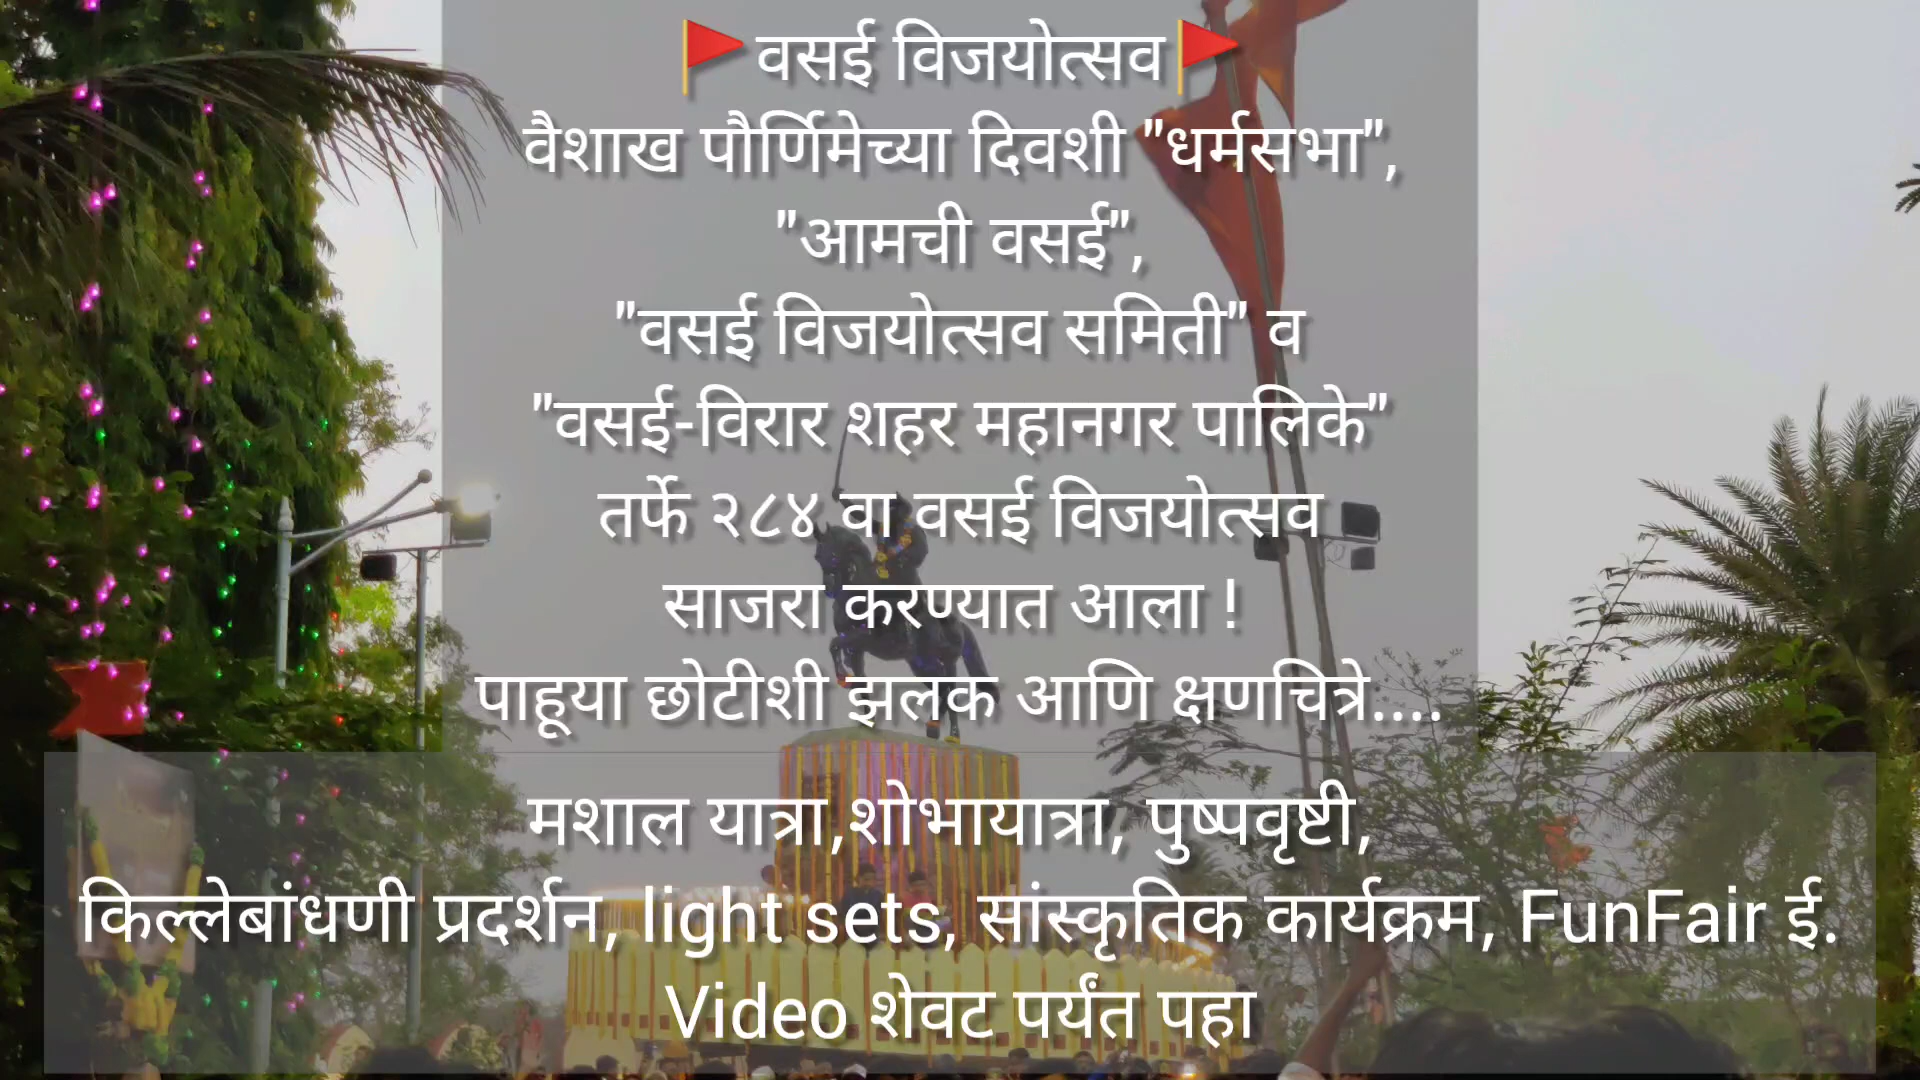 🚩वसई विजयोत्सव🚩
वैशाख पौर्णिमेच्या दिवशी "धर्मसभा",
"आमची वसई",
"वसई विजयोत्सव समिती" व
"वसई-विरार शहर महानगर पालिके"
तर्फे २८४ वा वसई विजयोत्सव
साजरा करण्यात आला !
पाहूया छोटीशी झलक आणि क्षणचित्रे....
मशाल यात्रा,शोभायात्रा, पुष्पवृष्टी,
किल्लेबांधणी प्रदर्शन, light sets, सांस्कृतिक कार्यक्रम, FunFair ई.
Video शेवट पर्यंत पहा